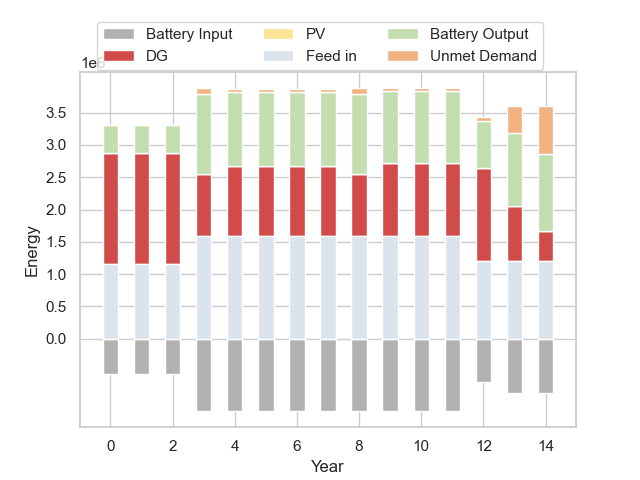 Battery Input PV Battery Output
DG Feed in Unmet Demand
1e6
3.5
3.0
2.5
2.0
1.5
1.0
0.5
0.0
Energy
0 2 4 6 8 10 12 14
Year